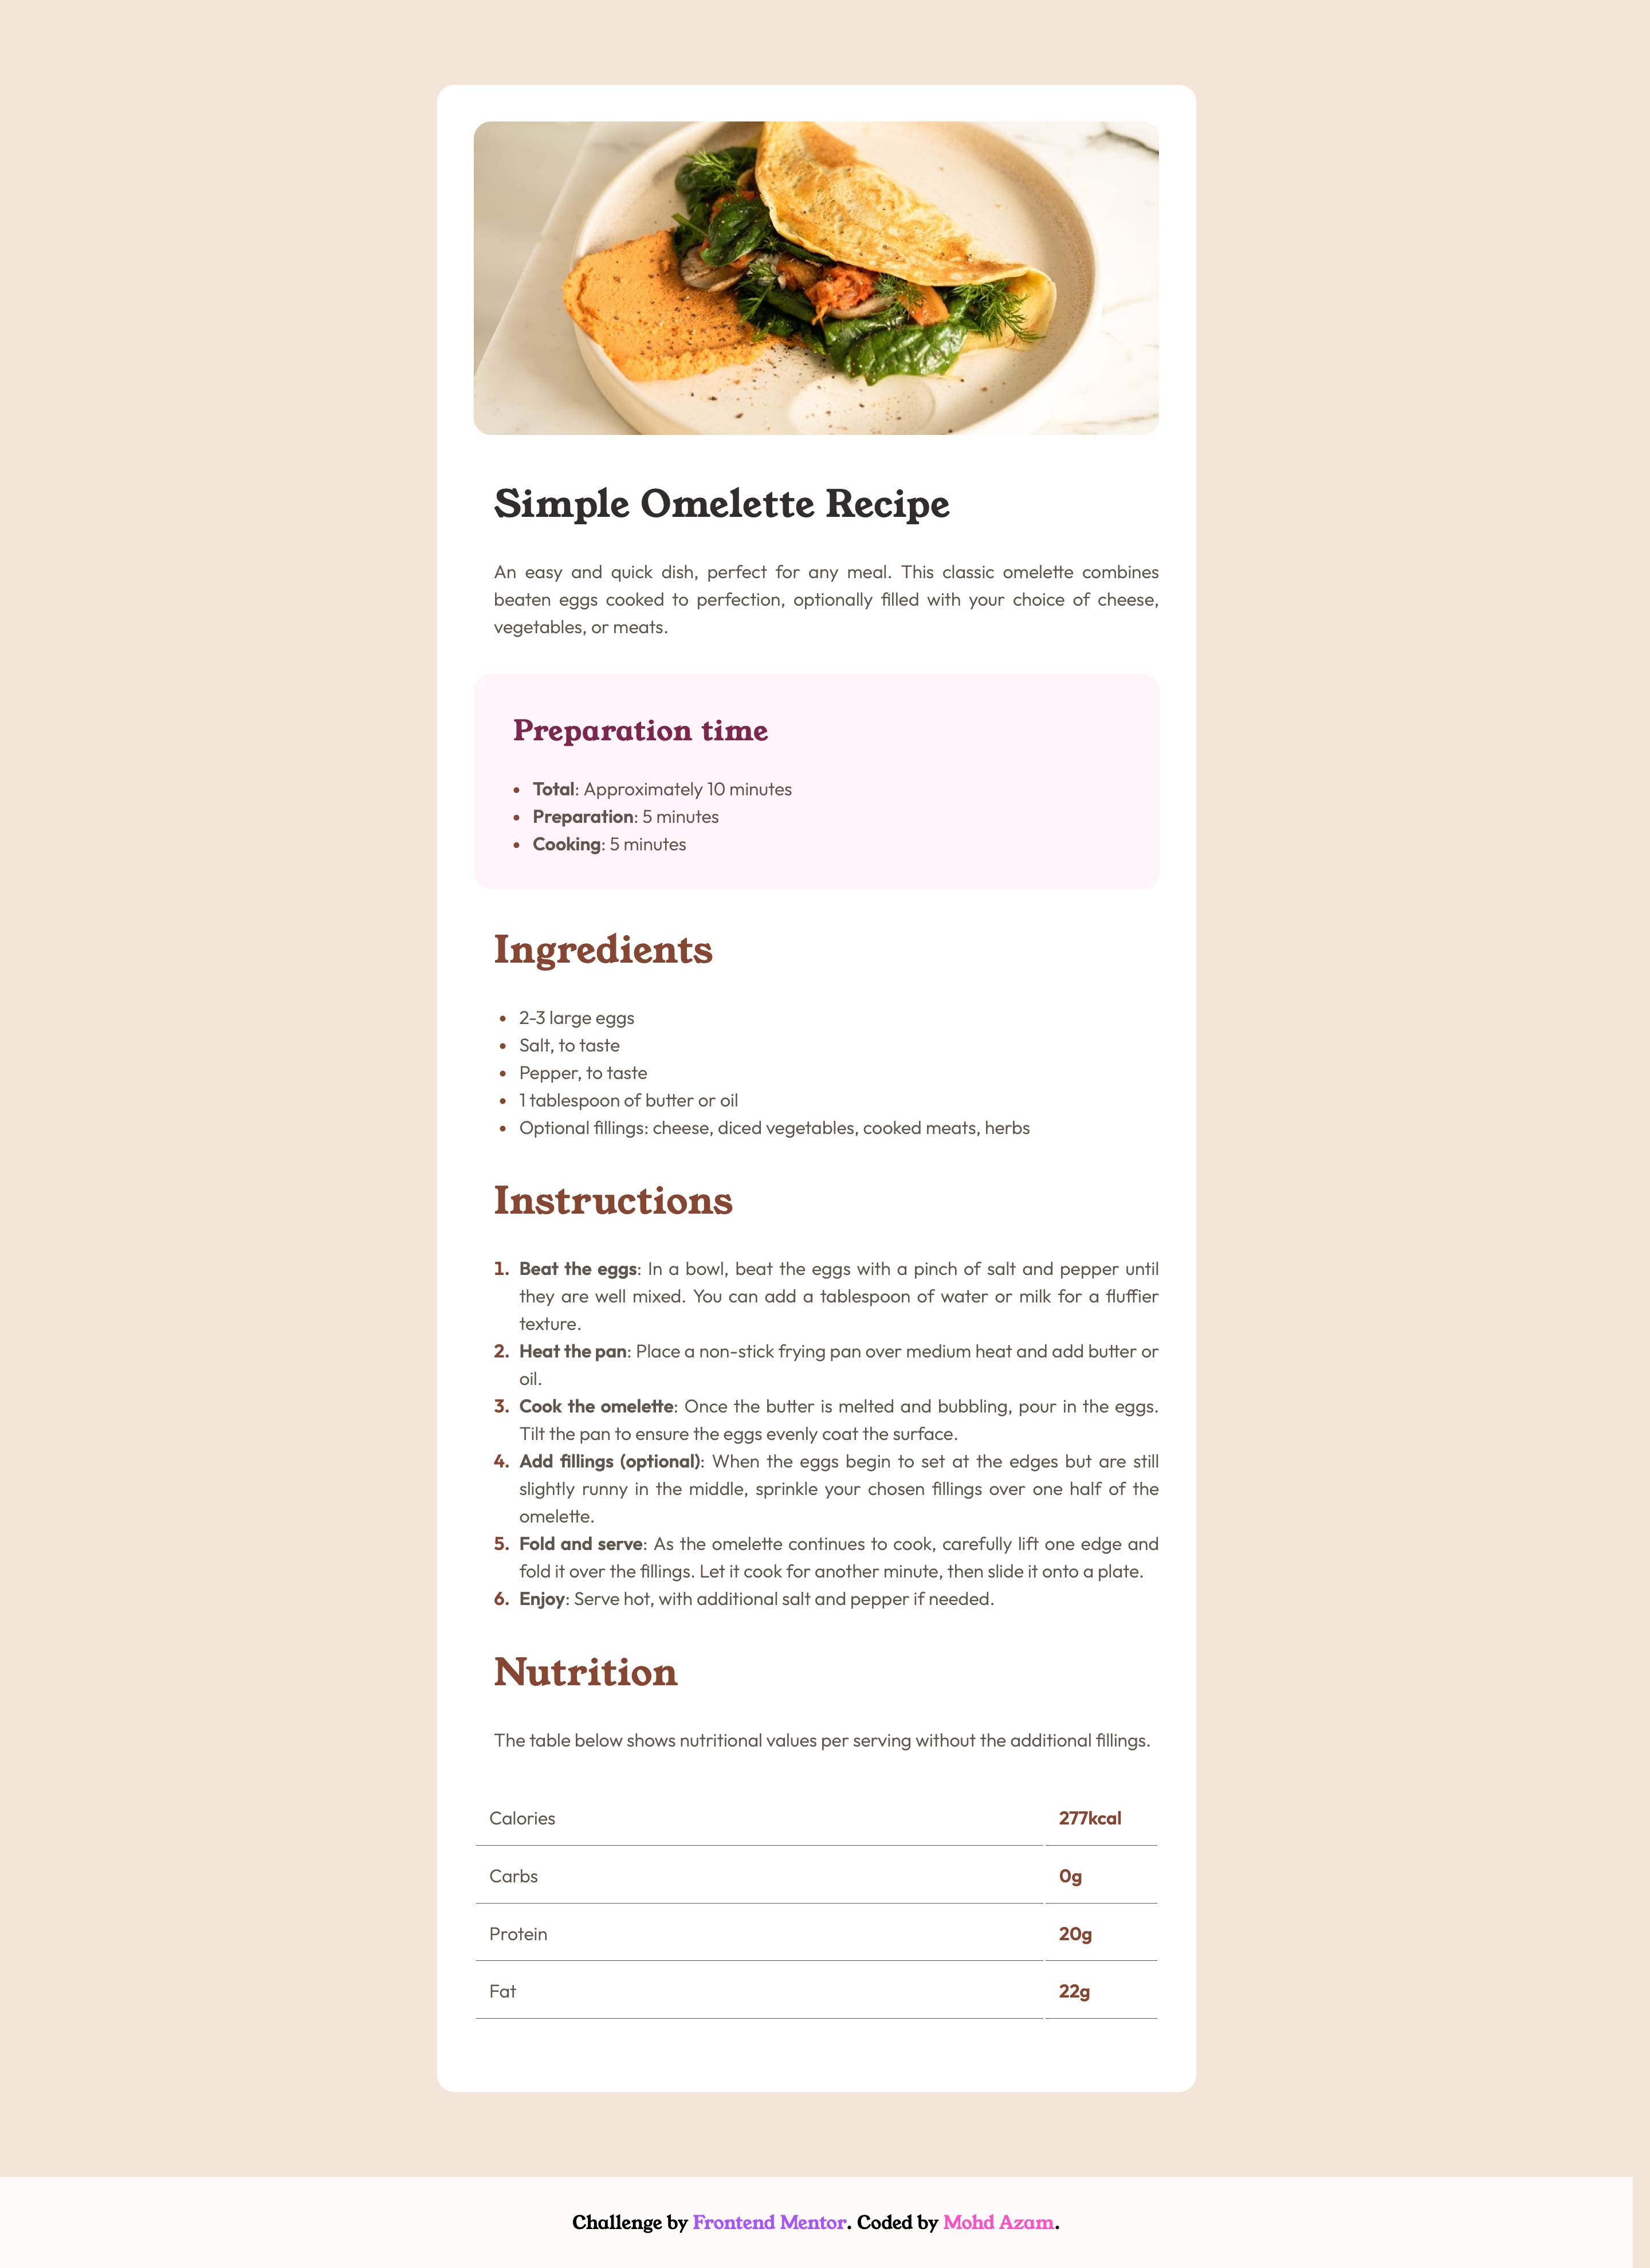 Simple Omelette Recipe
An easy and quick dish, perfect for any meal. This classic omelette combines
beaten eggs cooked to perfection, optionally filled with your choice of cheese,
vegetables, or meats.
Preparation time
• Total: Approximately 10 minutes
• Preparation: 5 minutes
• Cooking: 5 minutes
Ingredients
• 2-3 large eggs
• Salt, to taste
• Pepper, to taste
• 1 tablespoon of butter or oil
• Optional fillings: cheese, diced vegetables, cooked meats, herbs
Instructions
1. Beat the eggs: In a bowl, beat the eggs with a pinch of salt and pepper until
they are well mixed. You can add a tablespoon of water or milk for a fluffier
texture.
2. Heat the pan: Place a non-stick frying pan over medium heat and add butter or
oil.
3. Cook the omelette: Once the butter is melted and bubbling, pour in the eggs.
Tilt the pan to ensure the eggs evenly coat the surface.
4. Add fillings (optional): When the eggs begin to set at the edges but are still
slightly runny in the middle, sprinkle your chosen fillings over one half of the
omelette.
5. Fold and serve: As the omelette continues to cook, carefully lift one edge and
fold it over the fillings. Let it cook for another minute, then slide it onto a plate.
6. Enjoy: Serve hot, with additional salt and pepper if needed.
Nutrition
The table below shows nutritional values per serving without the additional fillings.
Calories 277kcal
Carbs 0g
Protein 20g
Fat 22g
Challenge by Frontend Mentor. Coded by Mohd Azam.